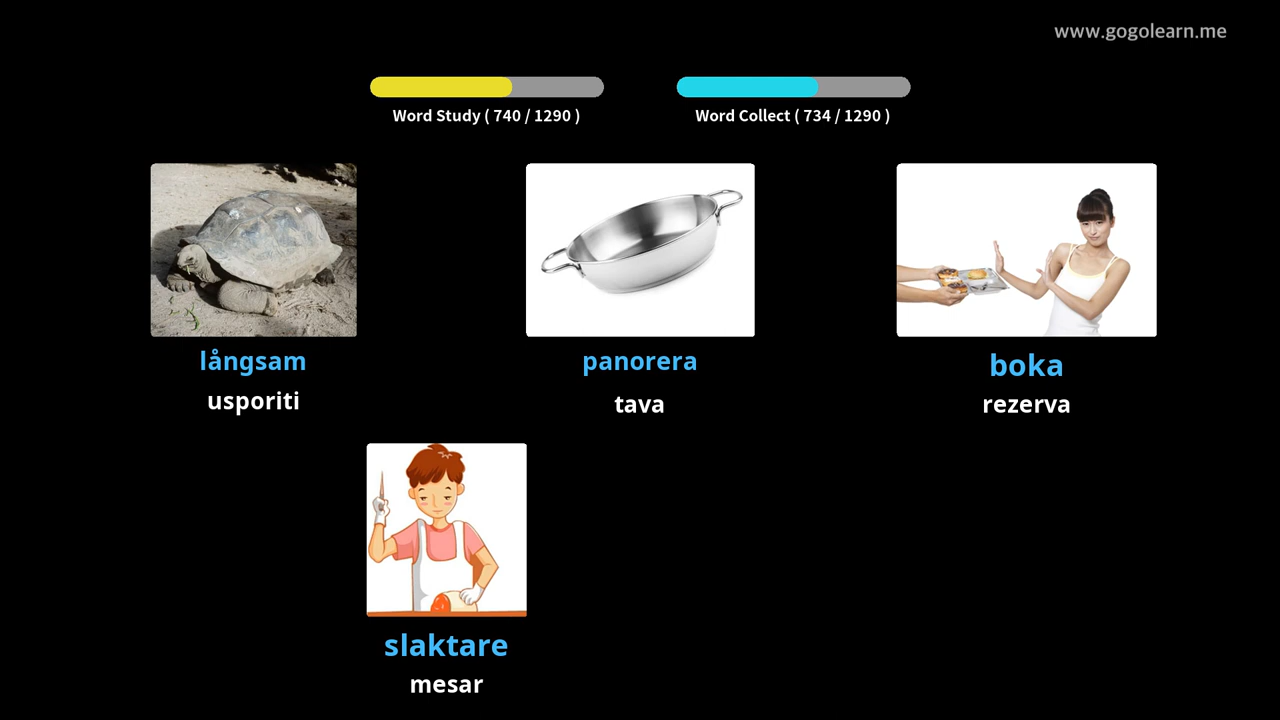 www.gogolearn.me
Word Study ( 740 / 1290 )
Word Collect ( 734 / 1290 )
långsam
panorera
boka
usporiti
tava
rezerva
slaktare
mesar